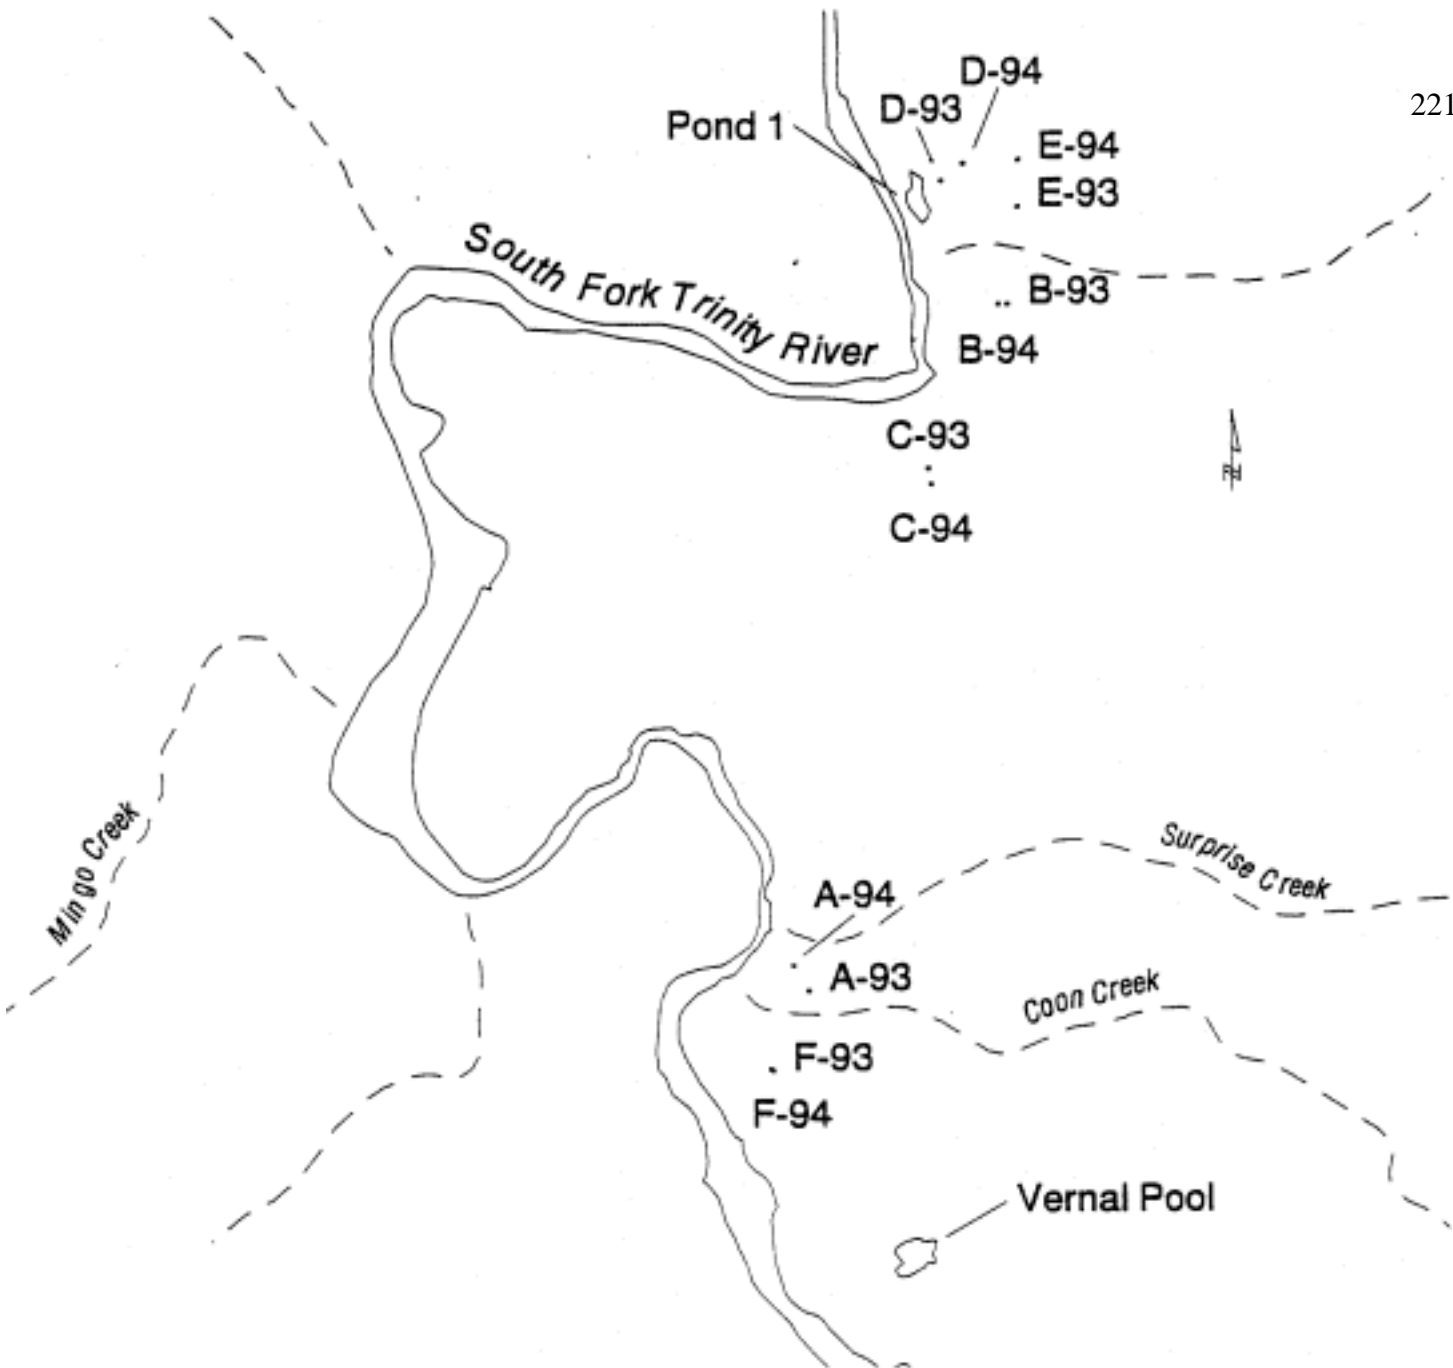 D-94
D-93
221
Pond 1
E-94
E-93
South Fork Trinity River
B-93
B-94
C-93
C-94
Mingo Creek
Surprise Creek
A-94
A-93
Coon Creek
F-93
F-94
Vernal Pool